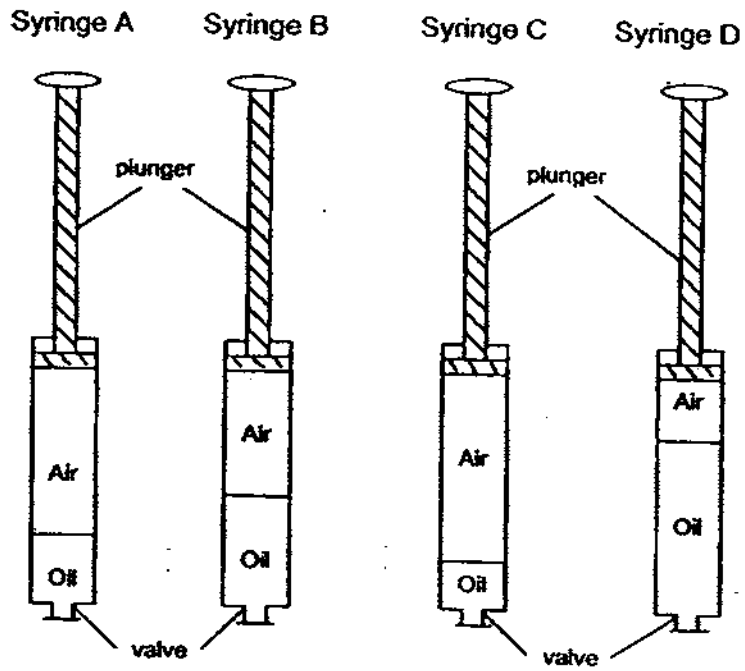 Syringe A Syringe B Syringe C Syringe D
plunger plunger
Air Air Air Air
Oil Oil Oil Oil
valve valve